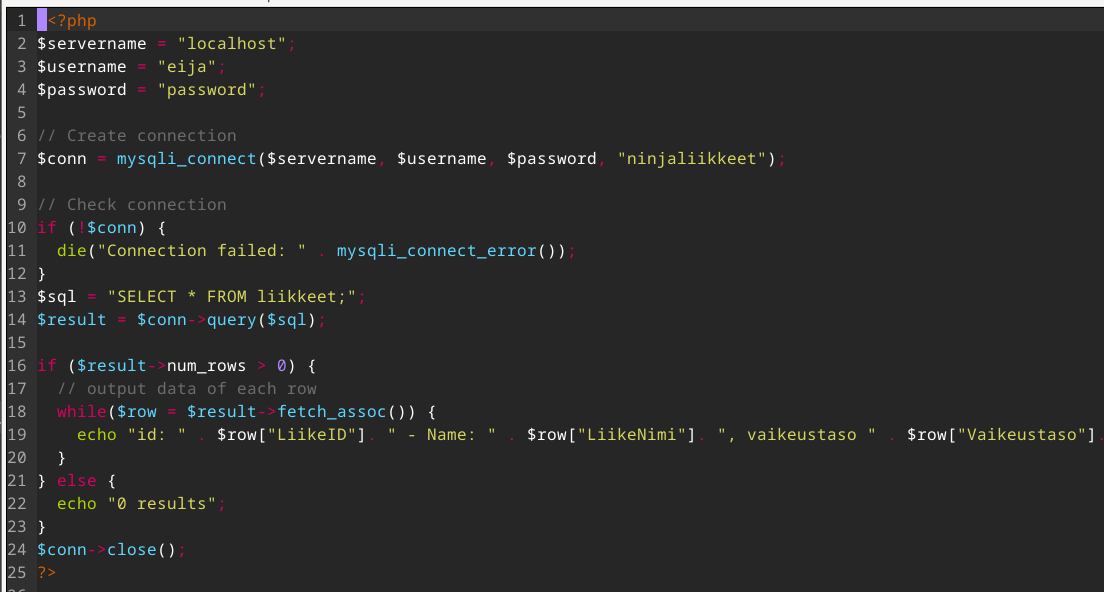 1 <?php
2 $servername = "localhost";
3 $username = "eija";
4 $password = "password";
5
6 // Create connection
7 $conn = mysqli_connect($servername, $username, $password, "ninjaliikkeet");
8
9 // Check connection
10 if (!$conn) {
11   die("Connection failed: " . mysqli_connect_error());
12 }
13 $sql = "SELECT * FROM liikkeet;";
14 $result = $conn->query($sql);
15
16 if ($result->num_rows > 0) {
17   // output data of each row
18   while($row = $result->fetch_assoc()) {
19     echo "id: " . $row["LiikeID"]. " - Name: " . $row["LiikeNimi"]. ", vaikeustaso " . $row["Vaikeustaso"].
20   }
21 } else {
22   echo "0 results";
23 }
24 $conn->close();
25 ?>